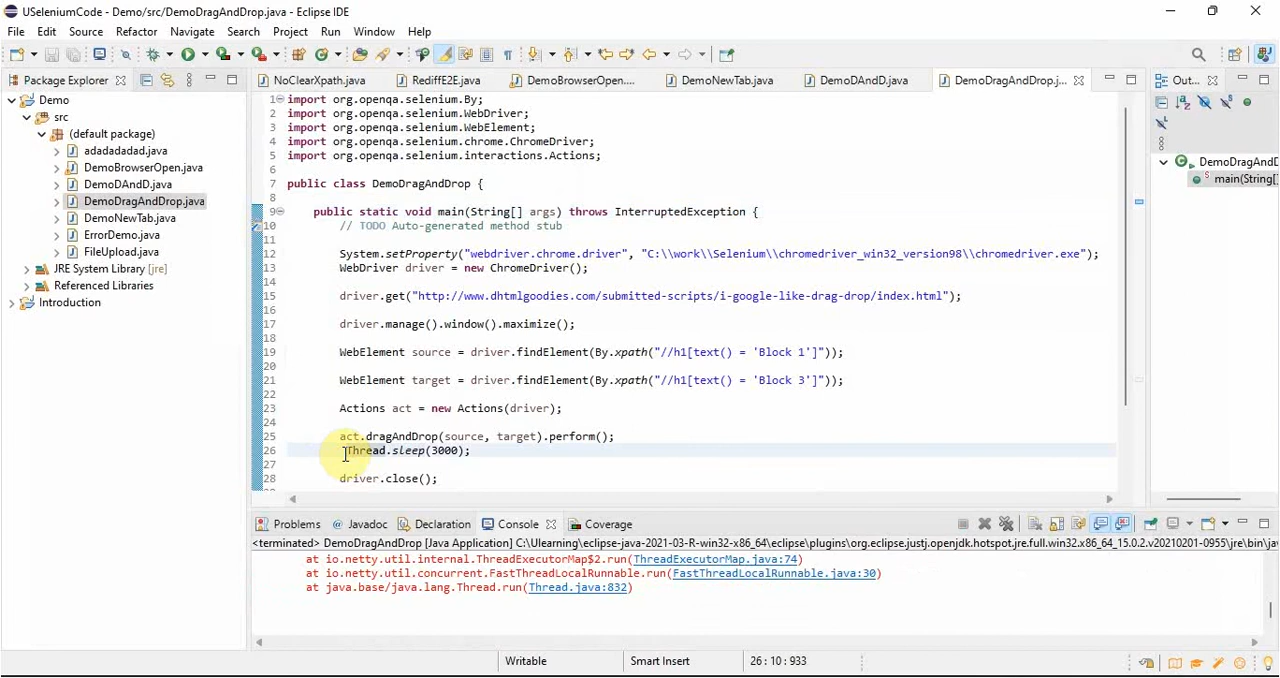 USeleniumCode - Demo/src/DemoDragAndDrop.java - Eclipse IDE
File Edit Source Refactor Navigate Search Project Run Window Help
Package Explorer
NoClearXpath.java
RediffE2E.java
DemoBrowserOpen....
DemoNewTab.java
DemoDAndD.java
DemoDragAndDrop.j...
Out...
Demo
src
(default package)
adadadadad.java
DemoBrowserOpen.java
DemoDAndD.java
DemoDragAndDrop.java
DemoNewTab.java
ErrorDemo.java
FileUpload.java
JRE System Library [jre]
Referenced Libraries
Introduction
1 import org.openqa.selenium.By;
2 import org.openqa.selenium.WebDriver;
3 import org.openqa.selenium.WebElement;
4 import org.openqa.selenium.chrome.ChromeDriver;
5 import org.openqa.selenium.interactions.Actions;
6
7 public class DemoDragAndDrop {
8
9 public static void main(String[] args) throws InterruptedException {
10 // TODO Auto-generated method stub
11
12 System.setProperty("webdriver.chrome.driver", "C:\\work\\Selenium\\chromedriver_win32_version98\\chromedriver.exe");
13 WebDriver driver = new ChromeDriver();
14
15 driver.get("http://www.dhtmlgoodies.com/submitted-scripts/i-google-like-drag-drop/index.html");
16
17 driver.manage().window().maximize();
18
19 WebElement source = driver.findElement(By.xpath("//h1[text() = 'Block 1']"));
20
21 WebElement target = driver.findElement(By.xpath("//h1[text() = 'Block 3']"));
22
23 Actions act = new Actions(driver);
24
25 act.dragAndDrop(source, target).perform();
26 Thread.sleep(3000);
27
28 driver.close();
DemoDragAnd
main(String[]
Problems
Javadoc
Declaration
Console
Coverage
<terminated> DemoDragAndDrop [Java Application] C:\Ulearning\eclipse-java-2021-03-R-win32-x86_64\eclipse\plugins\org.eclipse.justj.openjdk.hotspot.jre.full.win32.x86_64_15.0.2.v20210201-0955\jre\bin\jav
at io.netty.util.internal.ThreadExecutorMap$2.run(ThreadExecutorMap.java:74)
at io.netty.util.concurrent.FastThreadLocalRunnable.run(FastThreadLocalRunnable.java:30)
at java.base/java.lang.Thread.run(Thread.java:832)
Writable
Smart Insert
26 : 10 : 933